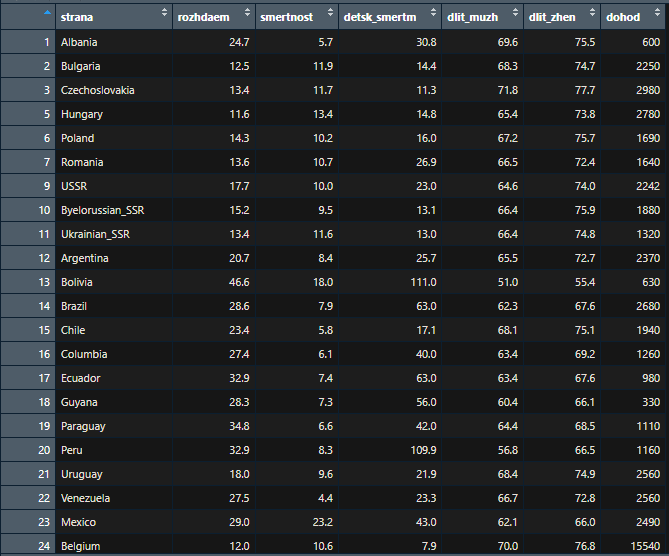 strana rozhdaem smertnost detsk_smertm dlit_muzh dlit_zhen dohod
1 Albania 24.7 5.7 30.8 69.6 75.5 600
2 Bulgaria 12.5 11.9 14.4 68.3 74.7 2250
3 Czechoslovakia 13.4 11.7 11.3 71.8 77.7 2980
5 Hungary 11.6 13.4 14.8 65.4 73.8 2780
6 Poland 14.3 10.2 16.0 67.2 75.7 1690
7 Romania 13.6 10.7 26.9 66.5 72.4 1640
9 USSR 17.7 10.0 23.0 64.6 74.0 2242
10 Byelorussian_SSR 15.2 9.5 13.1 66.4 75.9 1880
11 Ukrainian_SSR 13.4 11.6 13.0 66.4 74.8 1320
12 Argentina 20.7 8.4 25.7 65.5 72.7 2370
13 Bolivia 46.6 18.0 111.0 51.0 55.4 630
14 Brazil 28.6 7.9 63.0 62.3 67.6 2680
15 Chile 23.4 5.8 17.1 68.1 75.1 1940
16 Columbia 27.4 6.1 40.0 63.4 69.2 1260
17 Ecuador 32.9 7.4 63.0 63.4 67.6 980
18 Guyana 28.3 7.3 56.0 60.4 66.1 330
19 Paraguay 34.8 6.6 42.0 64.4 68.5 1110
20 Peru 32.9 8.3 109.9 56.8 66.5 1160
21 Uruguay 18.0 9.6 21.9 68.4 74.9 2560
22 Venezuela 27.5 4.4 23.3 66.7 72.8 2560
23 Mexico 29.0 23.2 43.0 62.1 66.0 2490
24 Belgium 12.0 10.6 7.9 70.0 76.8 15540